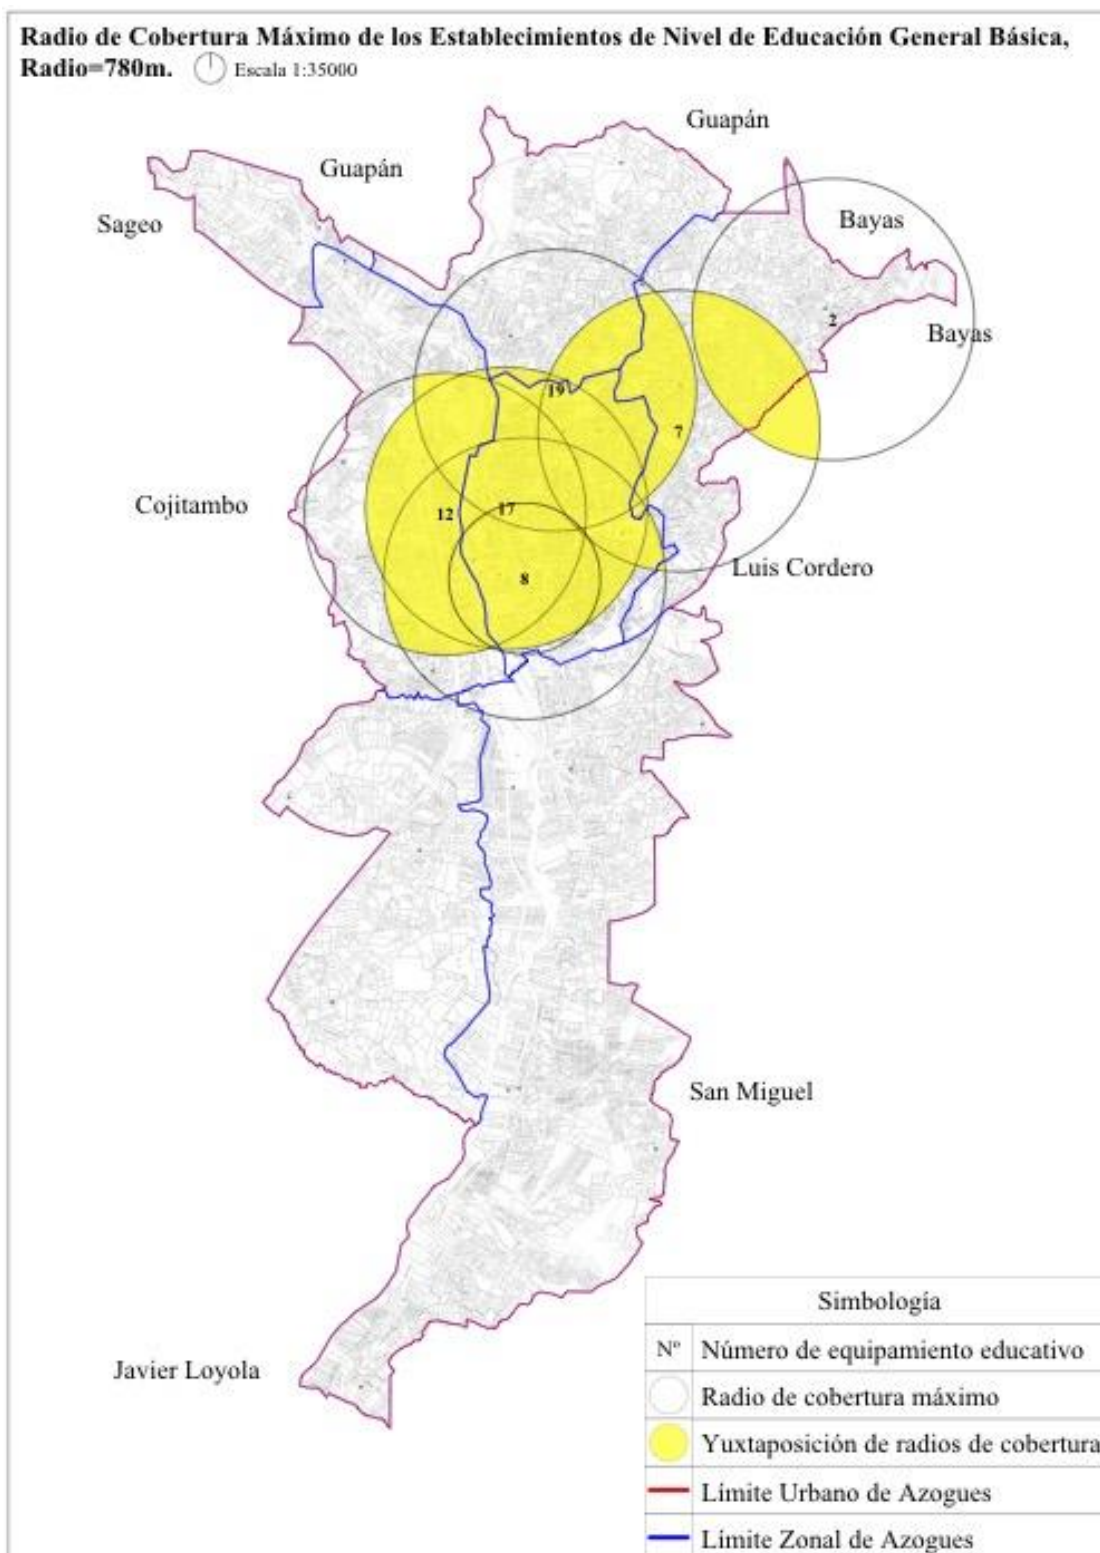 Radio de Cobertura Máximo de los Establecimientos de Nivel de Educación General Básica,
Radio=780m. Escala 1:35000
Guapán
Guapán
Sageo
Bayas
2
Bayas
19
7
Cojitambo
12
17
Luis Cordero
8
San Miguel
Javier Loyola
Simbología
Nº Número de equipamiento educativo
Radio de cobertura máximo
Yuxtaposición de radios de cobertura
Límite Urbano de Azogues
Límite Zonal de Azogues